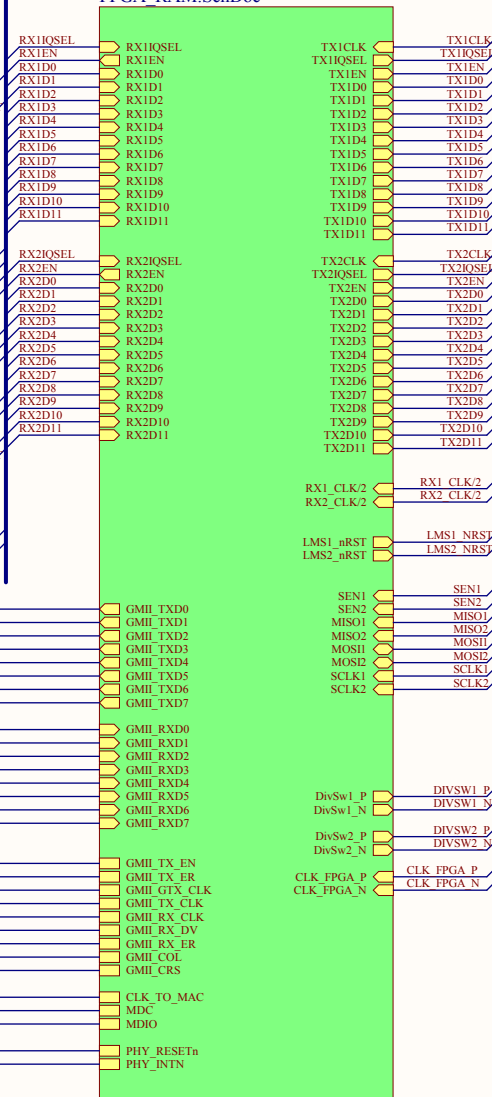 FPGA_RAM.SchDoc
RX1IQSEL
RX1EN
RX1D0
RX1D1
RX1D2
RX1D3
RX1D4
RX1D5
RX1D6
RX1D7
RX1D8
RX1D9
RX1D10
RX1D11
RX2IQSEL
RX2EN
RX2D0
RX2D1
RX2D2
RX2D3
RX2D4
RX2D5
RX2D6
RX2D7
RX2D8
RX2D9
RX2D10
RX2D11
RX1IQSEL
RX1EN
RX1D0
RX1D1
RX1D2
RX1D3
RX1D4
RX1D5
RX1D6
RX1D7
RX1D8
RX1D9
RX1D10
RX1D11
RX2IQSEL
RX2EN
RX2D0
RX2D1
RX2D2
RX2D3
RX2D4
RX2D5
RX2D6
RX2D7
RX2D8
RX2D9
RX2D10
RX2D11
GMII_TXD0
GMII_TXD1
GMII_TXD2
GMII_TXD3
GMII_TXD4
GMII_TXD5
GMII_TXD6
GMII_TXD7
GMII_RXD0
GMII_RXD1
GMII_RXD2
GMII_RXD3
GMII_RXD4
GMII_RXD5
GMII_RXD6
GMII_RXD7
GMII_TX_EN
GMII_TX_ER
GMII_GTX_CLK
GMII_TX_CLK
GMII_RX_CLK
GMII_RX_DV
GMII_RX_ER
GMII_COL
GMII_CRS
CLK_TO_MAC
MDC
MDIO
PHY_RESETn
PHY_INTN
TX1CLK
TX1IQSEL
TX1EN
TX1D0
TX1D1
TX1D2
TX1D3
TX1D4
TX1D5
TX1D6
TX1D7
TX1D8
TX1D9
TX1D10
TX1D11
TX2CLK
TX2IQSEL
TX2EN
TX2D0
TX2D1
TX2D2
TX2D3
TX2D4
TX2D5
TX2D6
TX2D7
TX2D8
TX2D9
TX2D10
TX2D11
RX1_CLK/2
RX2_CLK/2
LMS1_nRST
LMS2_nRST
SEN1
SEN2
MISO1
MISO2
MOSI1
MOSI2
SCLK1
SCLK2
DivSw1_P
DivSw1_N
DivSw2_P
DivSw2_N
CLK_FPGA_P
CLK_FPGA_N
TX1CLK
TX1IQSEL
TX1EN
TX1D0
TX1D1
TX1D2
TX1D3
TX1D4
TX1D5
TX1D6
TX1D7
TX1D8
TX1D9
TX1D10
TX1D11
TX2CLK
TX2IQSEL
TX2EN
TX2D0
TX2D1
TX2D2
TX2D3
TX2D4
TX2D5
TX2D6
TX2D7
TX2D8
TX2D9
TX2D10
TX2D11
RX1_CLK/2
RX2_CLK/2
LMS1_NRST
LMS2_NRST
SEN1
SEN2
MISO1
MISO2
MOSI1
MOSI2
SCLK1
SCLK2
DIVSW1_P
DIVSW1_N
DIVSW2_P
DIVSW2_N
CLK_FPGA_P
CLK_FPGA_N